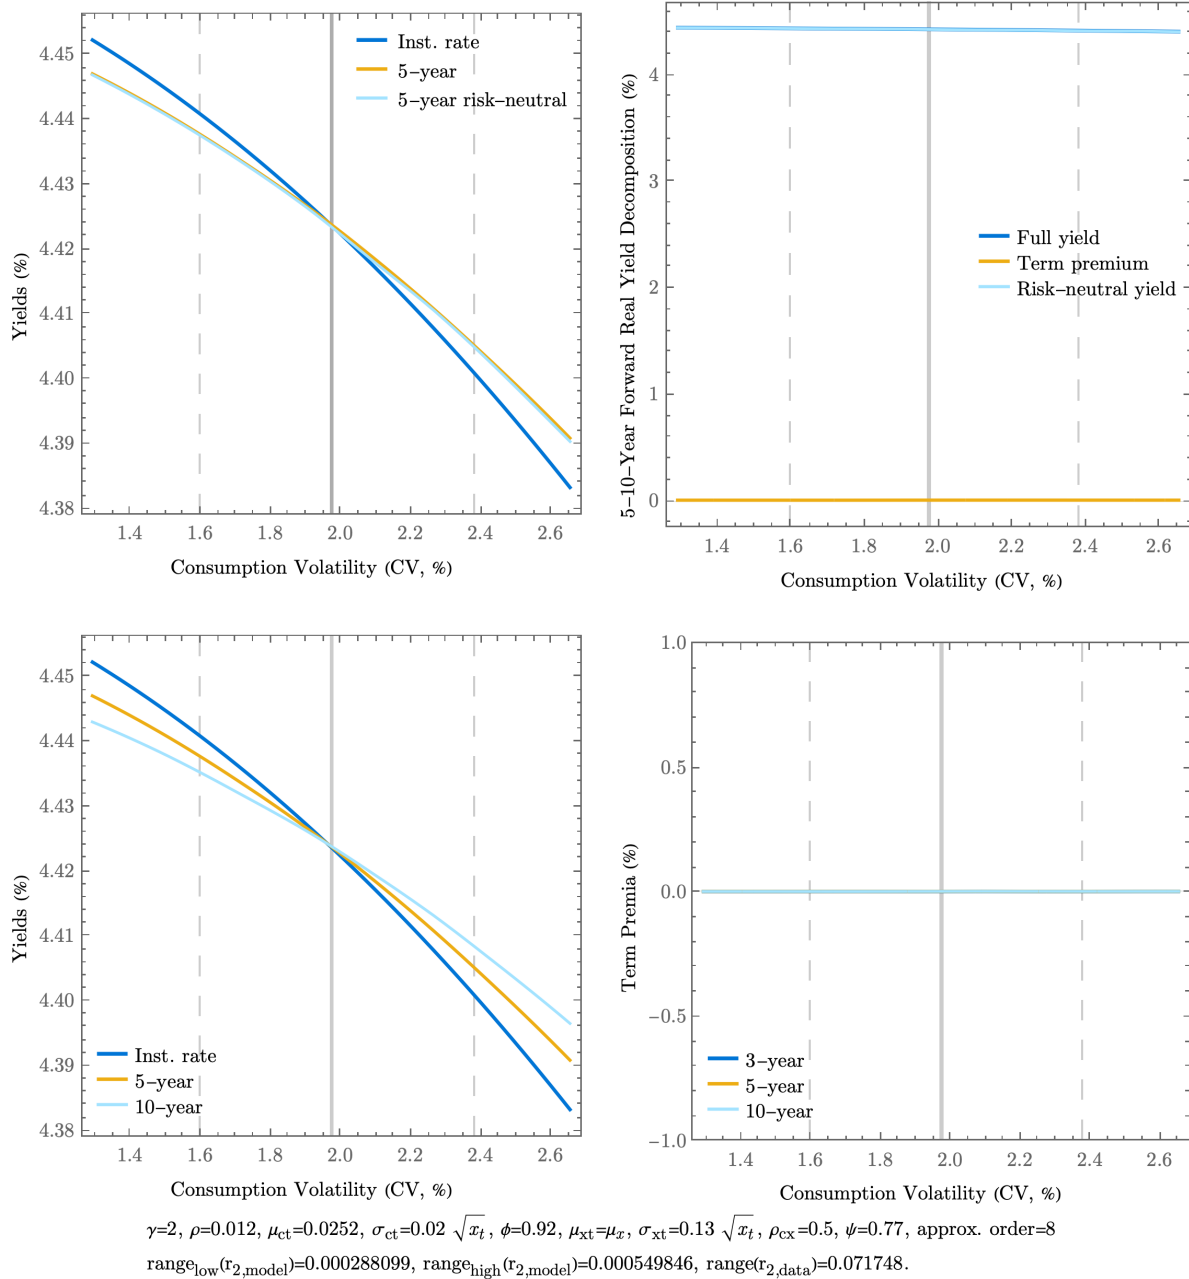 Inst. rate
5–year
5–year risk–neutral
4.45
4.44
4.43
4.42
4.41
4.40
4.39
4.38
Yields (%)
1.4 1.6 1.8 2.0 2.2 2.4 2.6
Consumption Volatility (CV, %)
5–10–Year Forward Real Yield Decomposition (%)
4
3
2
1
0
Full yield
Term premium
Risk–neutral yield
1.4 1.6 1.8 2.0 2.2 2.4 2.6
Consumption Volatility (CV, %)
4.45
4.44
4.43
4.42
4.41
4.40
4.39
4.38
Yields (%)
Inst. rate
5–year
10–year
1.4 1.6 1.8 2.0 2.2 2.4 2.6
Consumption Volatility (CV, %)
1.0
0.5
0.0
−0.5
−1.0
Term Premia (%)
3–year
5–year
10–year
1.4 1.6 1.8 2.0 2.2 2.4 2.6
Consumption Volatility (CV, %)
γ=2, ρ=0.012, μct=0.0252, σct=0.02 √xt, ϕ=0.92, μxt=μx, σxt=0.13 √xt, ρcx=0.5, ψ=0.77, approx. order=8
rangelow(r2,model)=0.000288099, rangehigh(r2,model)=0.000549846, range(r2,data)=0.071748.